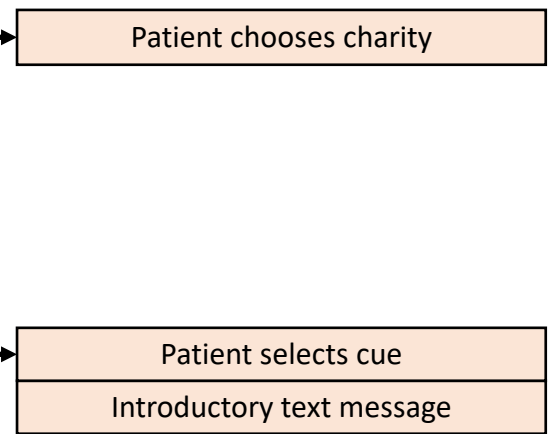 Patient chooses charity
Patient selects cue
Introductory text message